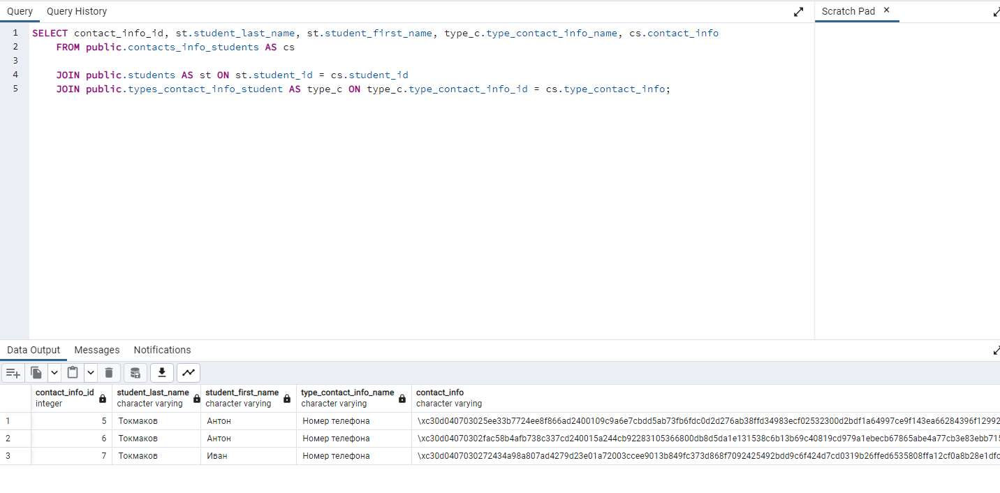 Query Query History Scratch Pad ×
1 SELECT contact_info_id, st.student_last_name, st.student_first_name, type_c.type_contact_info_name, cs.contact_info
2 FROM public.contacts_info_students AS cs
3
4 JOIN public.students AS st ON st.student_id = cs.student_id
5 JOIN public.types_contact_info_student AS type_c ON type_c.type_contact_info_id = cs.type_contact_info;
Data Output Messages Notifications
contact_info_id student_last_name student_first_name type_contact_info_name contact_info
integer character varying character varying character varying character varying
1 5 Токмаков Антон Номер телефона \xc30d040703025ee33b7724ee8f866ad2400109c9a6e7cbdd5ab73fb6fdc0d2d276ab38ffd34983ecf02532300d2bdf1a64997ce9f143ea66284396f12992
2 6 Токмаков Антон Номер телефона \xc30d04070302fac58b4afb738c337cd240015a244cb92283105366800db8d5da1e131538c6b13b69c40819cd979a1ebecb67865abe4a77cb3e83ebb715
3 7 Токмаков Иван Номер телефона \xc30d0407030272434a98a807ad4279d23e01a72003ccee9013b849fc373d868f7092425492bdd9c6f424d7cd0319b26ffed6535808ffa12cf0a8b28e1dfc